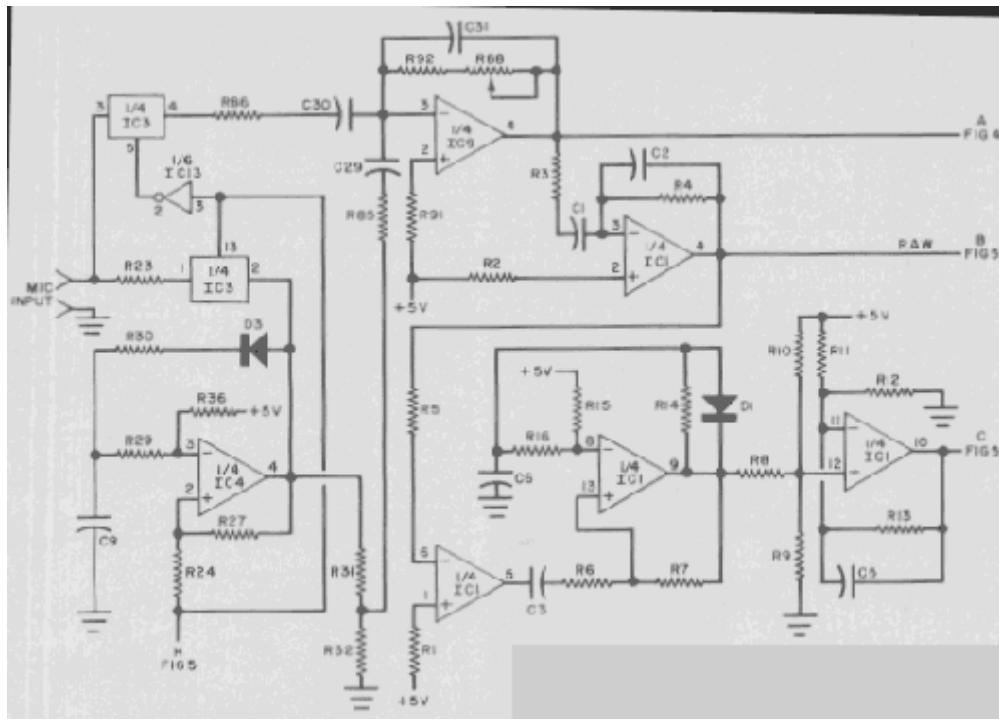 C31
R92 R68
3 1/4 IC3 4
R86
C30
3 − 1/4 4
2 +
A
FIG 6
5
1/6
IC13
2 3
C29
R85
R91
R3
C2
R4
C1
3 − 1/4 IC1 4
2 +
RAW
B
FIG 5
13
MIC
INPUT
R23
1 1/4 IC3 2
R2
+5V
R30
D3
R36
+5V
R29
3 − 1/4 IC4 4
2 +
R27
C9
R24
R31
R32
FIG 5
R5
+5V
R15
R14
D1
R16
8 − 1/4 IC1 9
13 +
C6
R8
R10
R11
+5V
R12
11 − 1/4 IC1 10
12 −
C
FIG 5
R13
R9
C5
6 − 1/4 IC1 5
1 +
C3
R6
R7
R1
+5V